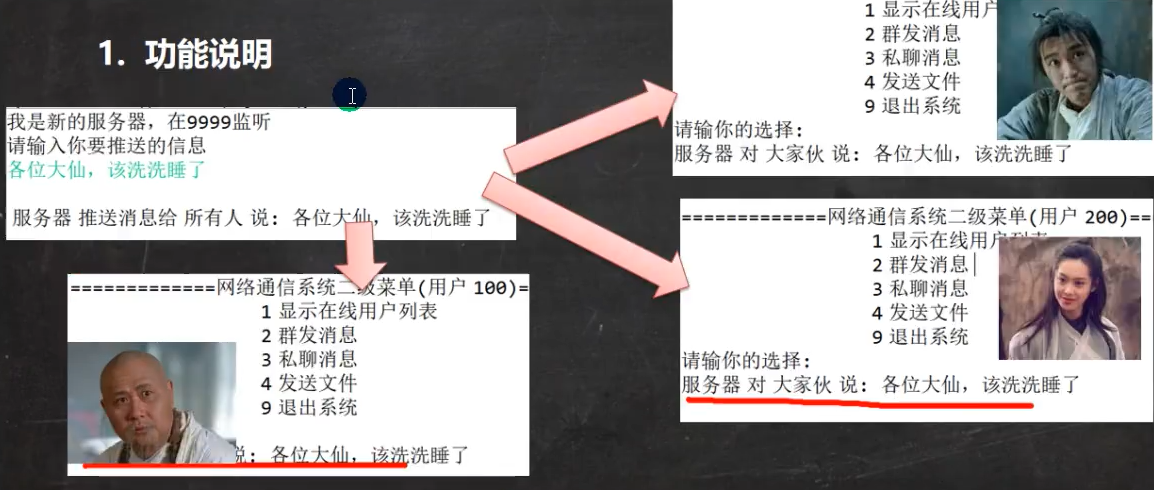 1. 功能说明
我是新的服务器，在9999监听
请输入你要推送的信息
各位大仙，该洗洗睡了
服务器 推送消息给 所有人 说: 各位大仙，该洗洗睡了
1 显示在线用户
2 群发消息
3 私聊消息
4 发送文件
9 退出系统
请输你的选择:
服务器 对 大家伙 说: 各位大仙，该洗洗睡了
=============网络通信系统二级菜单(用户 200)==
1 显示在线用户列表
2 群发消息
3 私聊消息
4 发送文件
9 退出系统
请输你的选择:
服务器 对 大家伙 说: 各位大仙，该洗洗睡了
=============网络通信系统二级菜单(用户 100)=
1 显示在线用户列表
2 群发消息
3 私聊消息
4 发送文件
9 退出系统
说: 各位大仙，该洗洗睡了